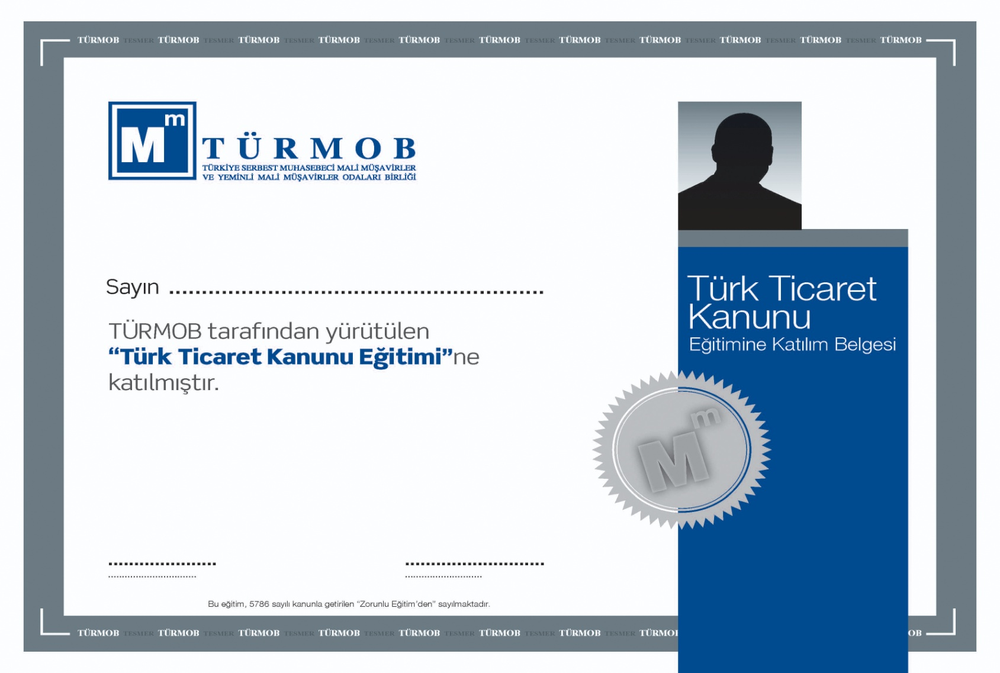 TÜRMOB TESMER TÜRMOB TESMER TÜRMOB TESMER TÜRMOB TESMER TÜRMOB TESMER TÜRMOB TESMER TÜRMOB TESMER TÜRMOB TESMER TÜRMOB TESMER TÜRMOB TESMER TÜRMOB
Mm
TÜRMOB
TÜRKİYE SERBEST MUHASEBECİ MALİ MÜŞAVİRLER
VE YEMİNLİ MALİ MÜŞAVİRLER ODALARI BİRLİĞİ
Sayın .........................................................
TÜRMOB tarafından yürütülen
“Türk Ticaret Kanunu Eğitimi”ne
katılmıştır.
Türk Ticaret
Kanunu
Eğitimine Katılım Belgesi
Mm
Bu eğitim, 5786 sayılı kanunla getirilen “Zorunlu Eğitim’den” sayılmaktadır.
TÜRMOB TESMER TÜRMOB TESMER TÜRMOB TESMER TÜRMOB TESMER TÜRMOB TESMER TÜRMOB TESMER TÜRMOB TESMER TÜRMO OB